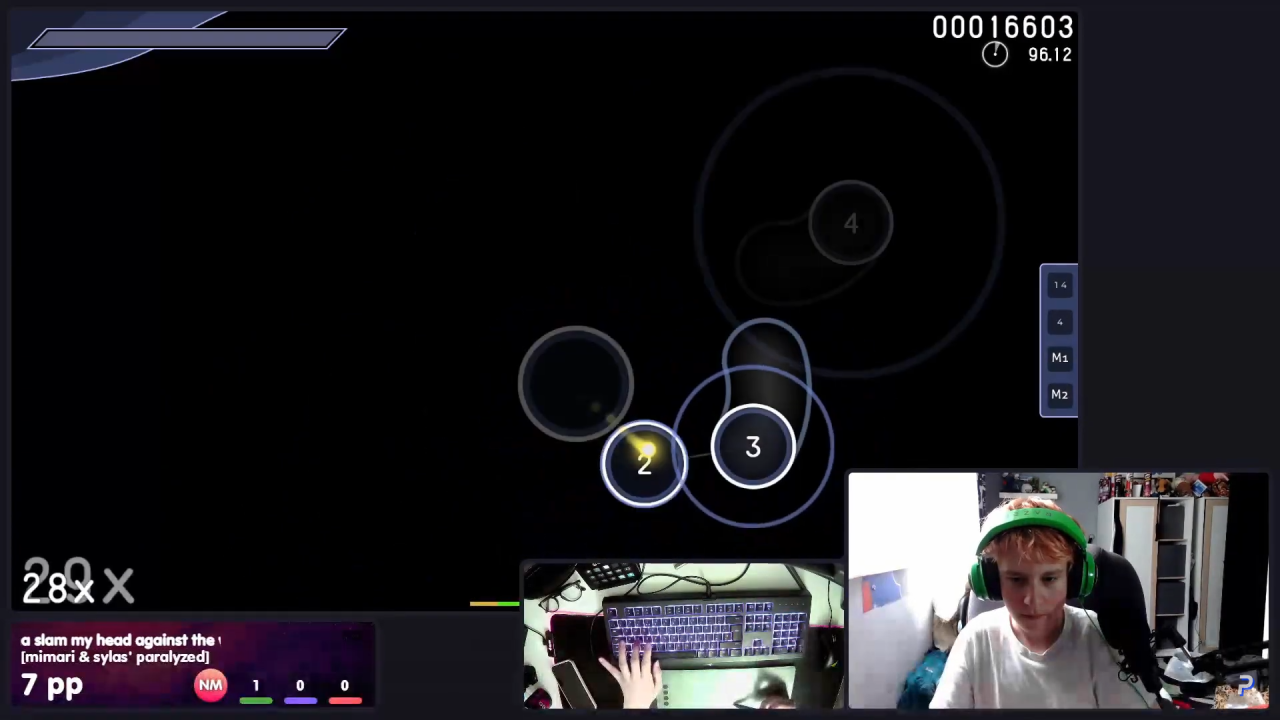 00016603
96.12
4
14
4
M1
M2
3
2
28x
a slam my head against the
[mimari & sylas' paralyzed]
7 pp
NM
1 0 0
P